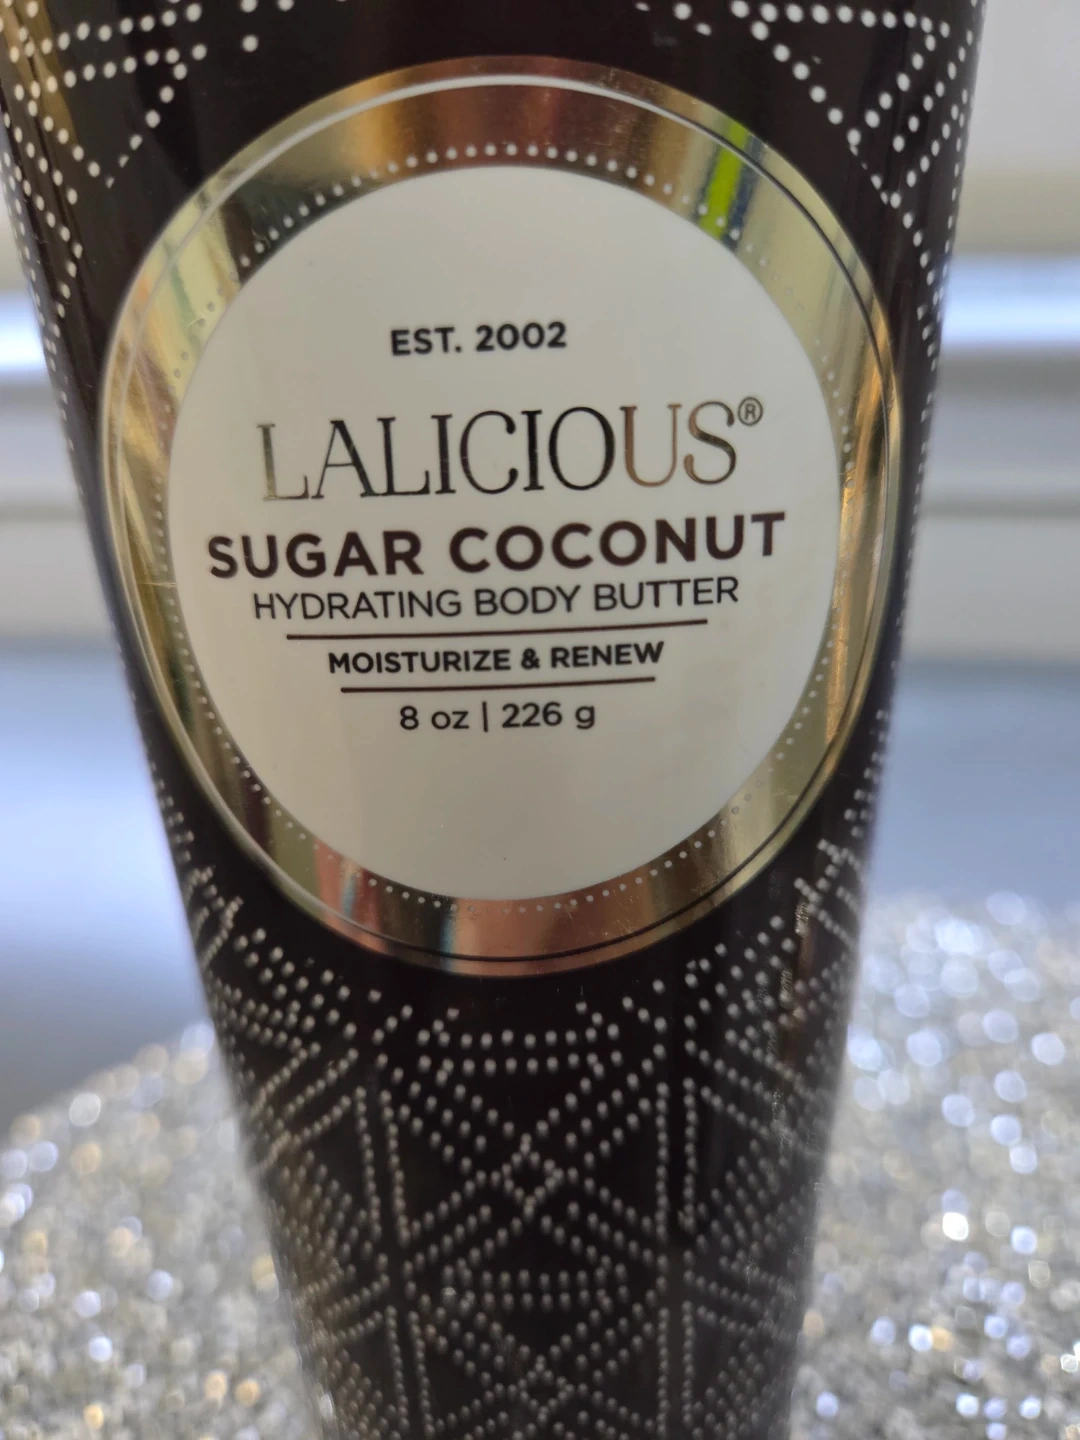 EST. 2002
LALICIOUS®
SUGAR COCONUT
HYDRATING BODY BUTTER
MOISTURIZE & RENEW
8 oz | 226 g